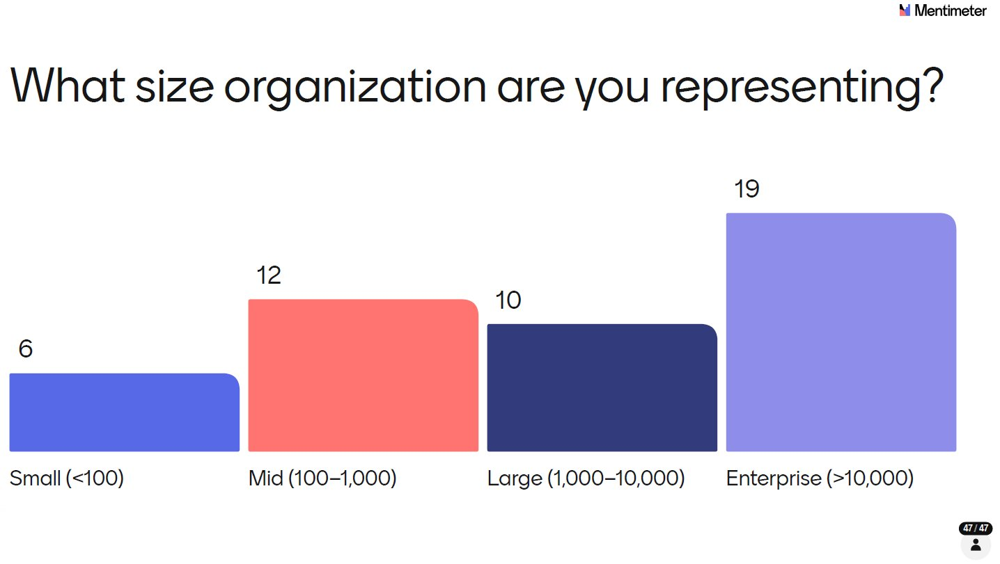 Mentimeter
What size organization are you representing?
19
12
10
6
Small (<100)
Mid (100–1,000)
Large (1,000–10,000)
Enterprise (>10,000)
47 / 47